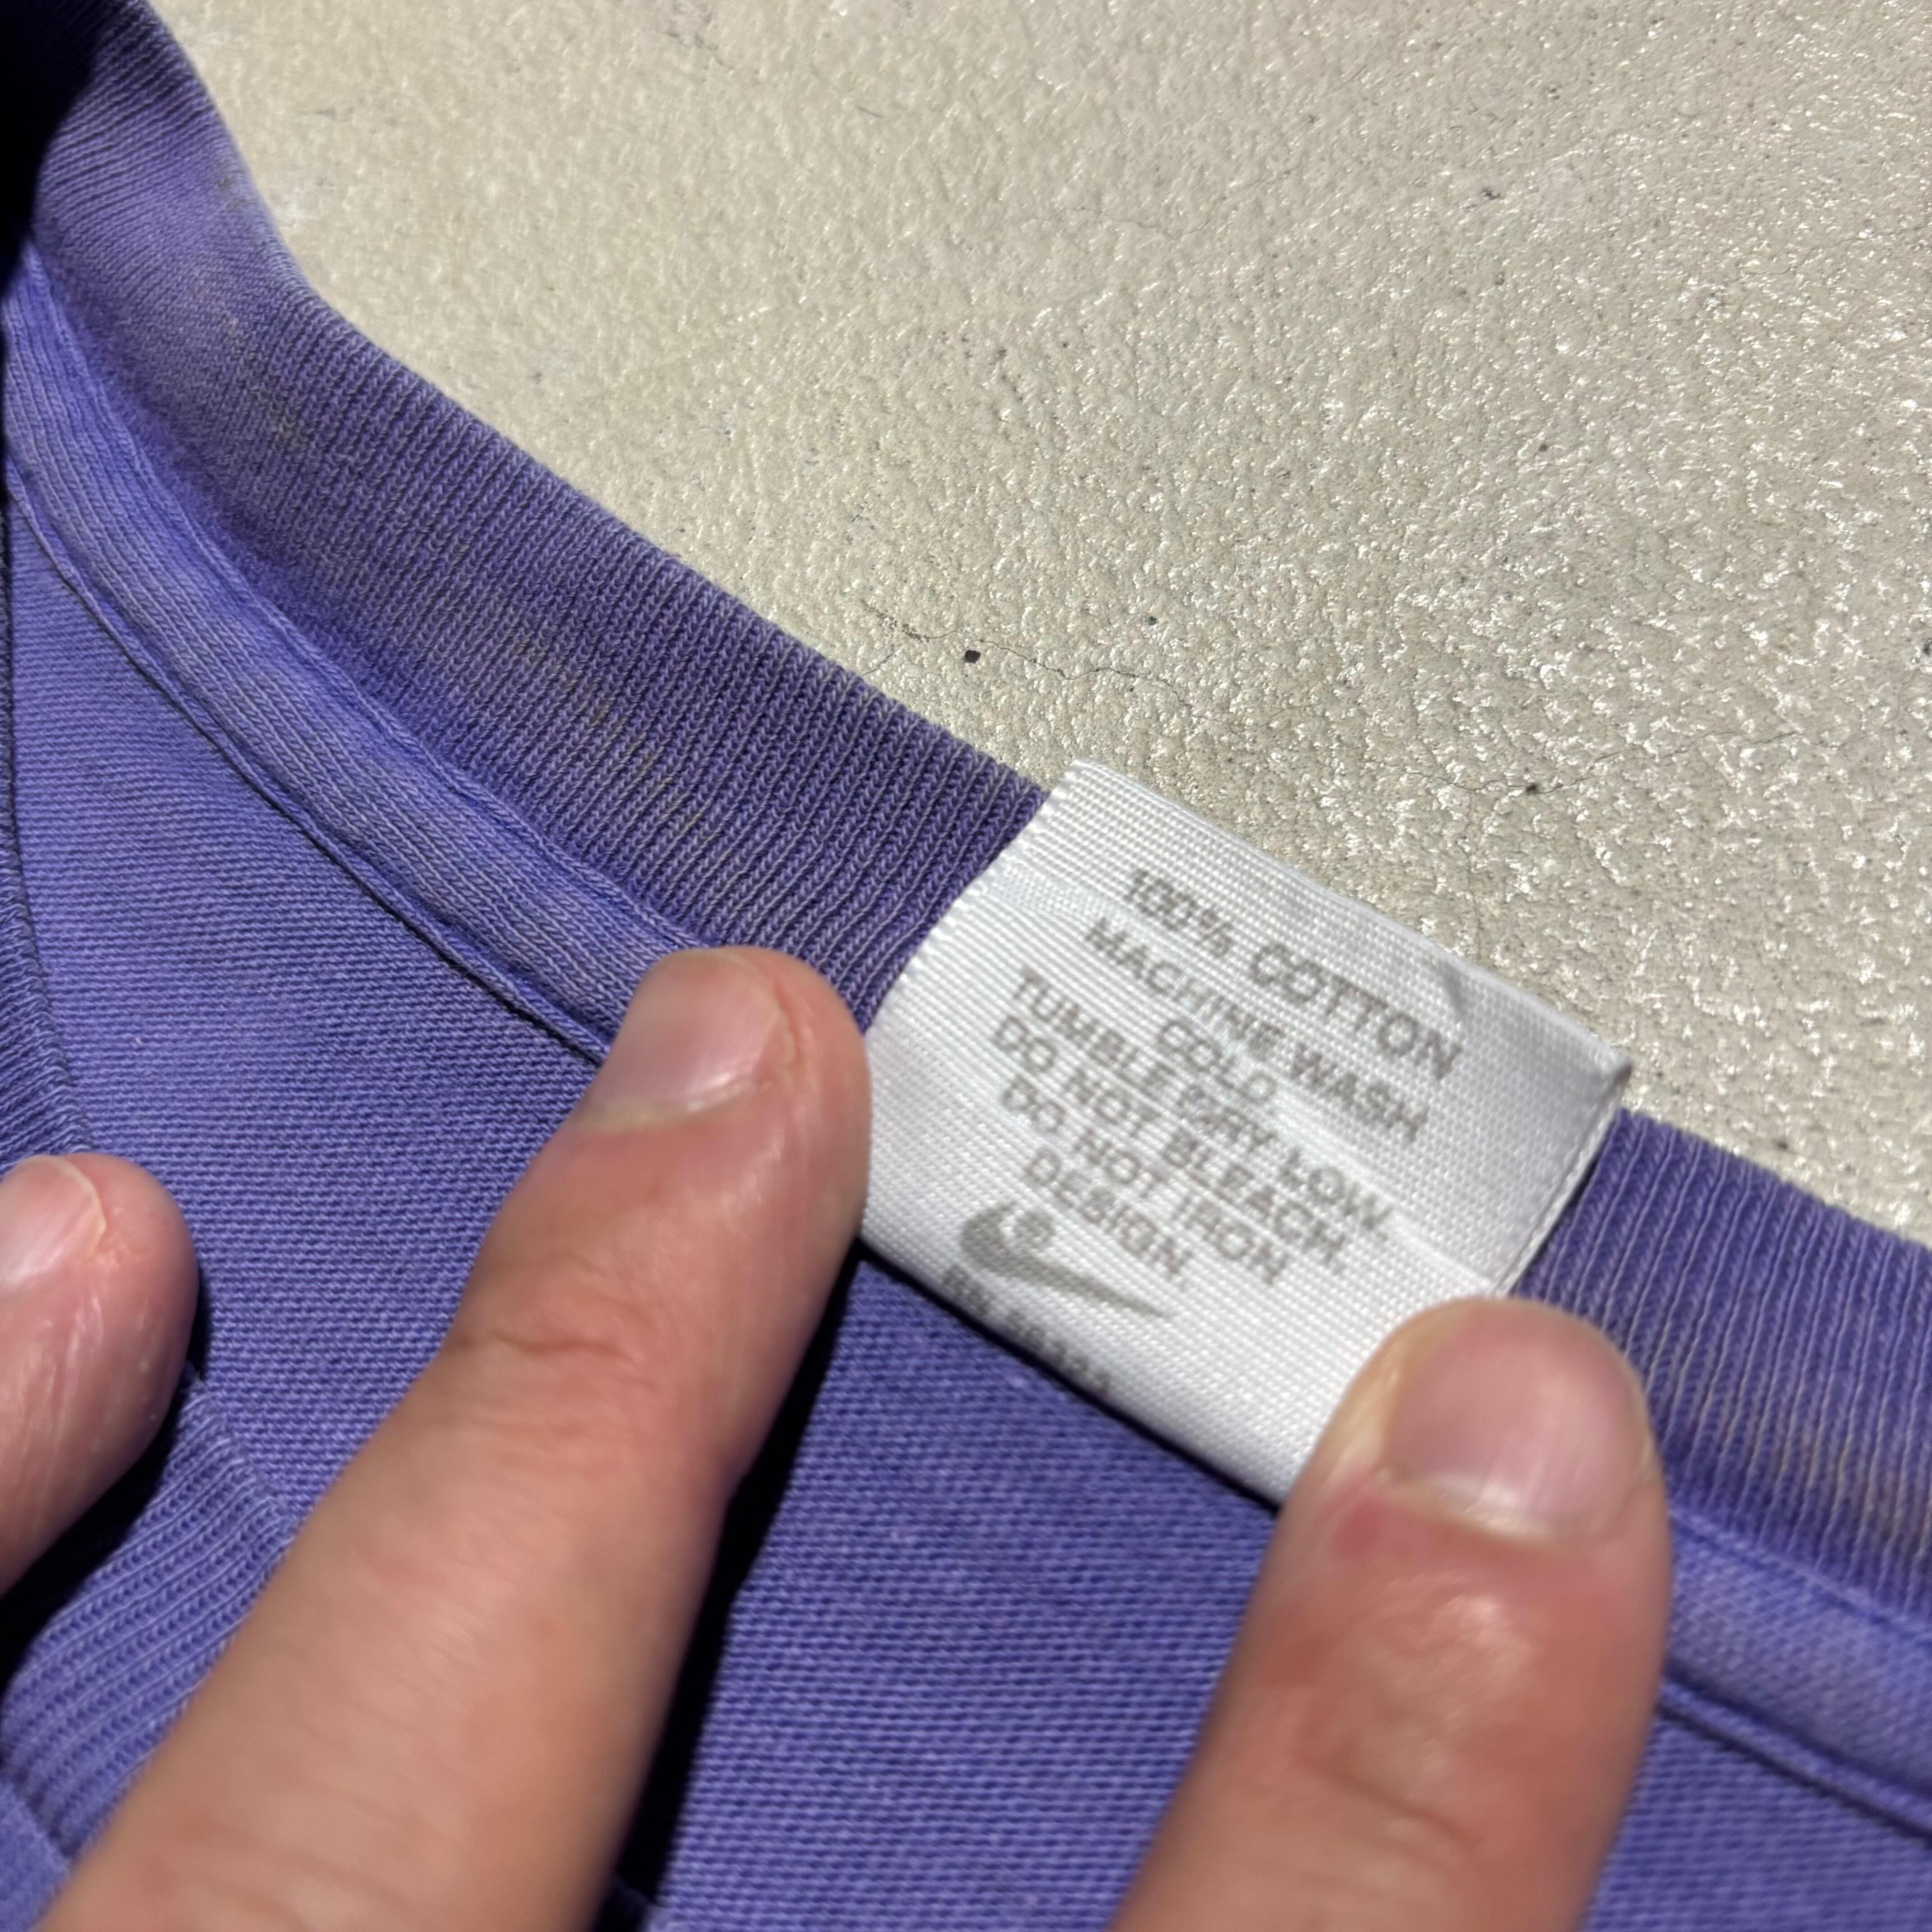 100% COTTON
MACHINE WASH
COLD
TUMBLE DRY LOW
DO NOT BLEACH.
DO NOT IRON
DESIGN.